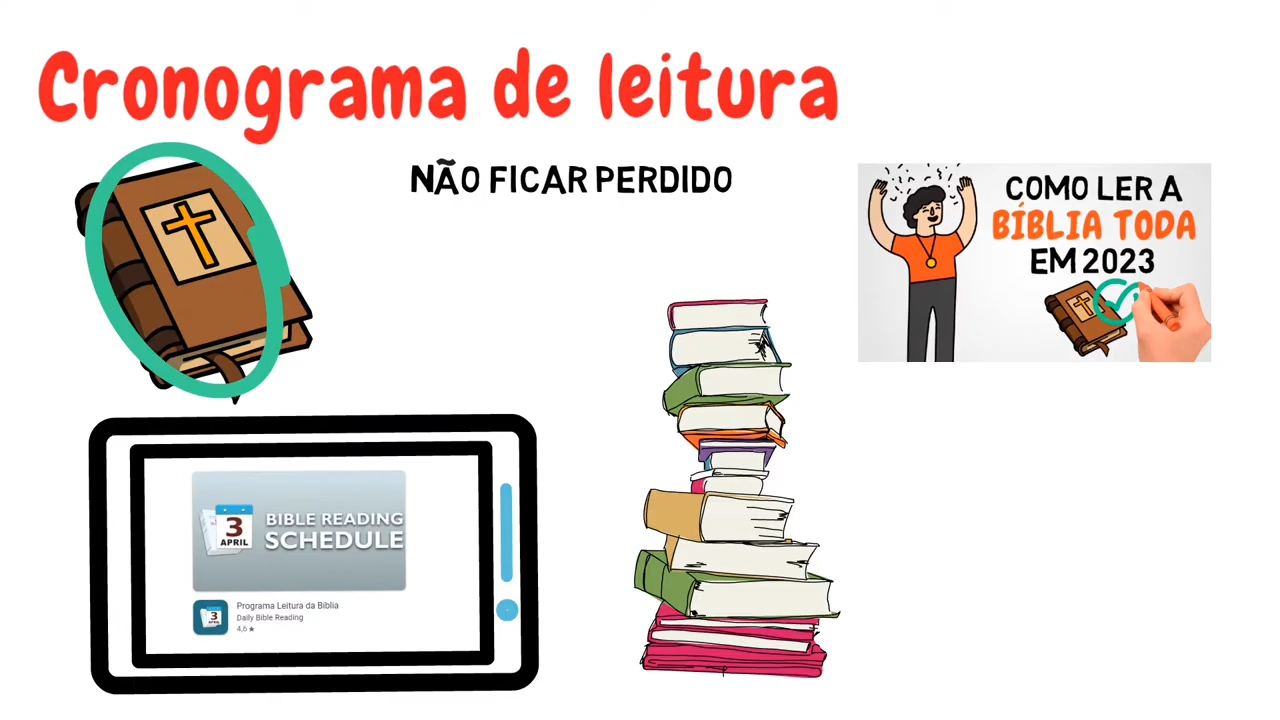 Cronograma de leitura
NÃO FICAR PERDIDO
COMO LER A
BÍBLIA TODA
EM 2023
3
APRIL
BIBLE READING
SCHEDULE
3
APRIL
Programa Leitura da Bíblia
Daily Bible Reading
4,6 ★